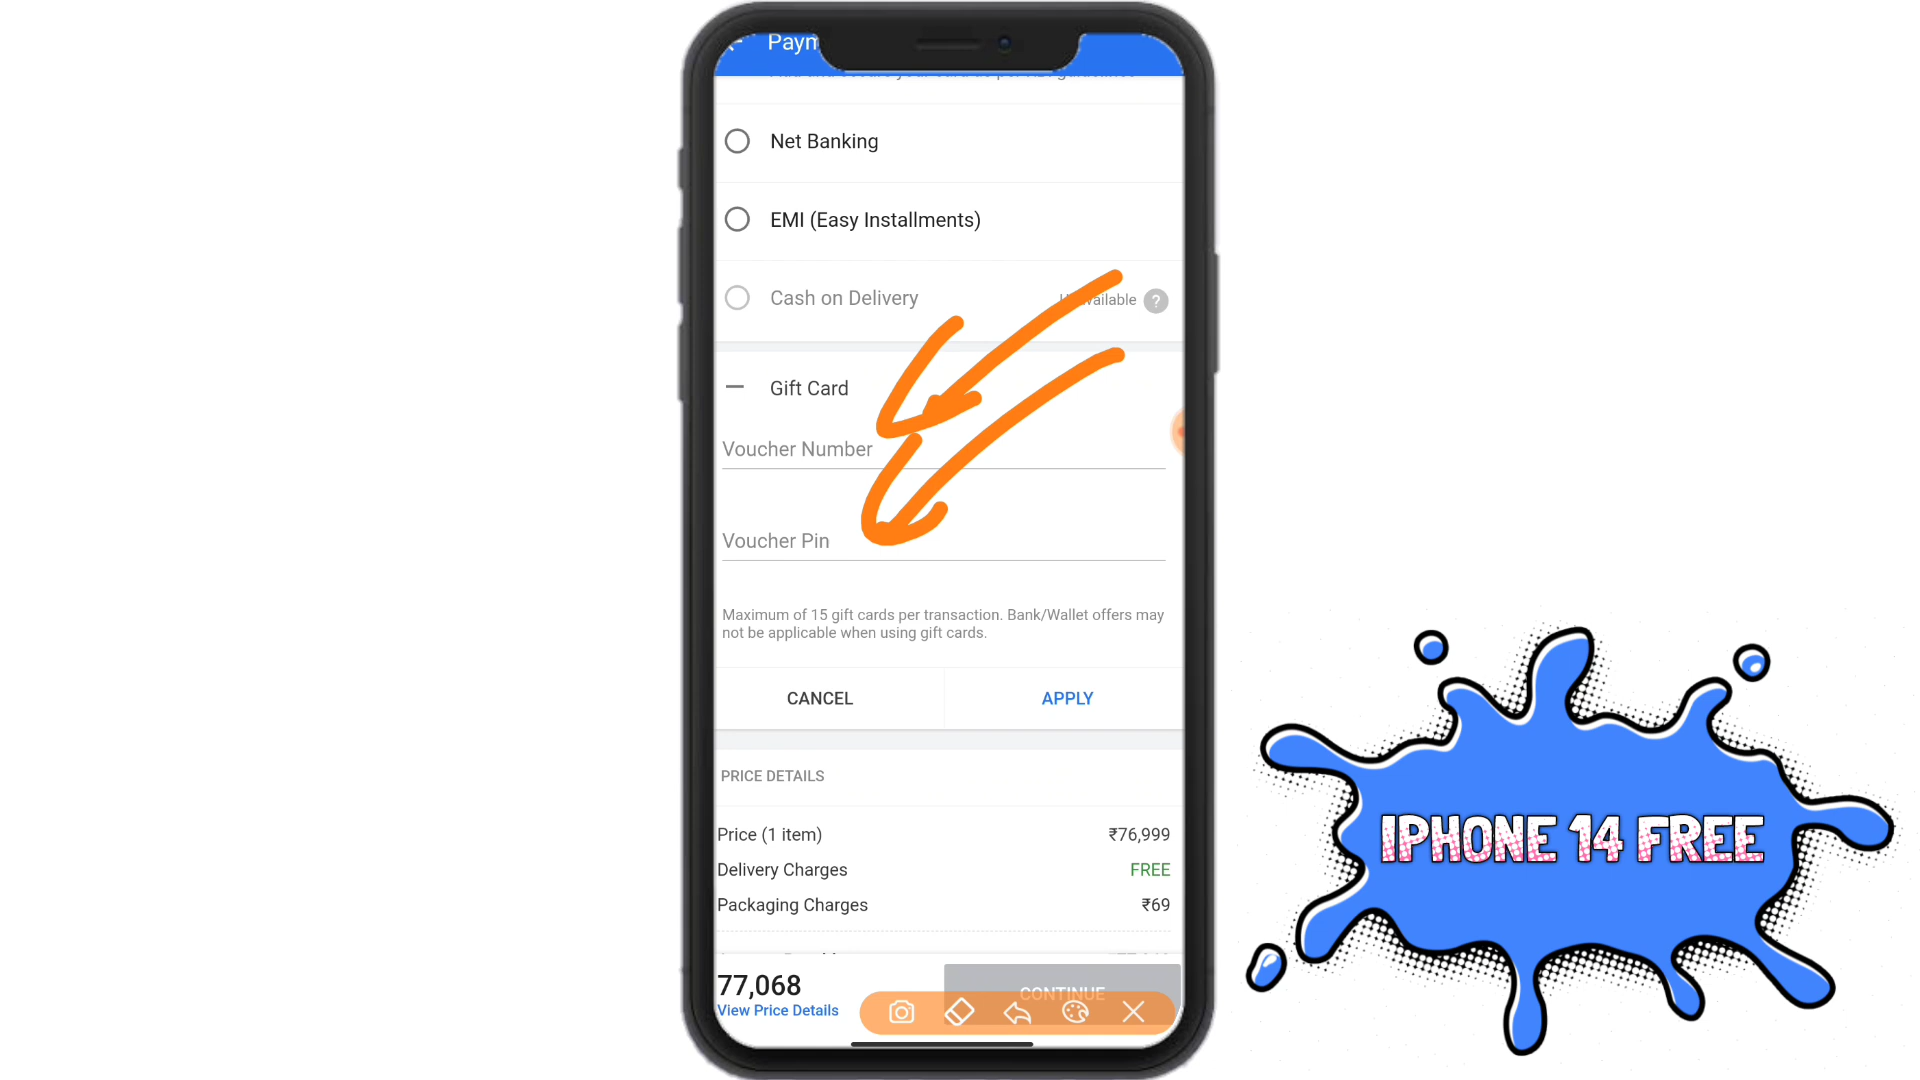 Paym
Net Banking
EMI (Easy Installments)
Cash on Delivery
Unavailable ?
Gift Card
Voucher Number
Voucher Pin
Maximum of 15 gift cards per transaction. Bank/Wallet offers may
not be applicable when using gift cards.
CANCEL
APPLY
PRICE DETAILS
Price (1 item) ₹76,999
Delivery Charges FREE
Packaging Charges ₹69
77,068
CONTINUE
View Price Details
IPHONE 14 FREE